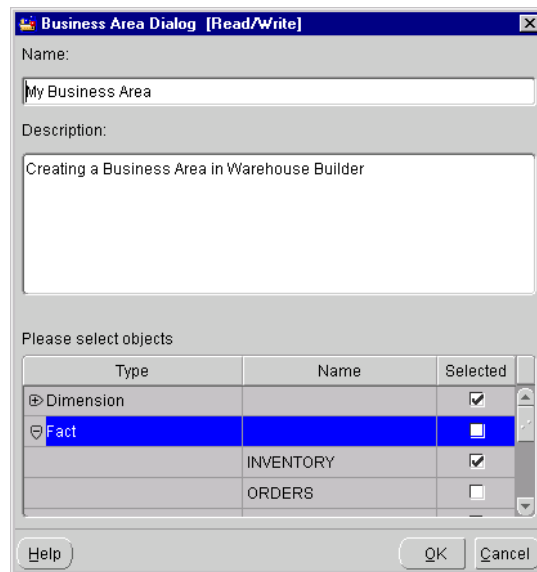 Business Area Dialog [Read/Write]
Name:
My Business Area
Description:
Creating a Business Area in Warehouse Builder
Please select objects
Type Name Selected
Dimension
Fact
INVENTORY
ORDERS
Help OK Cancel